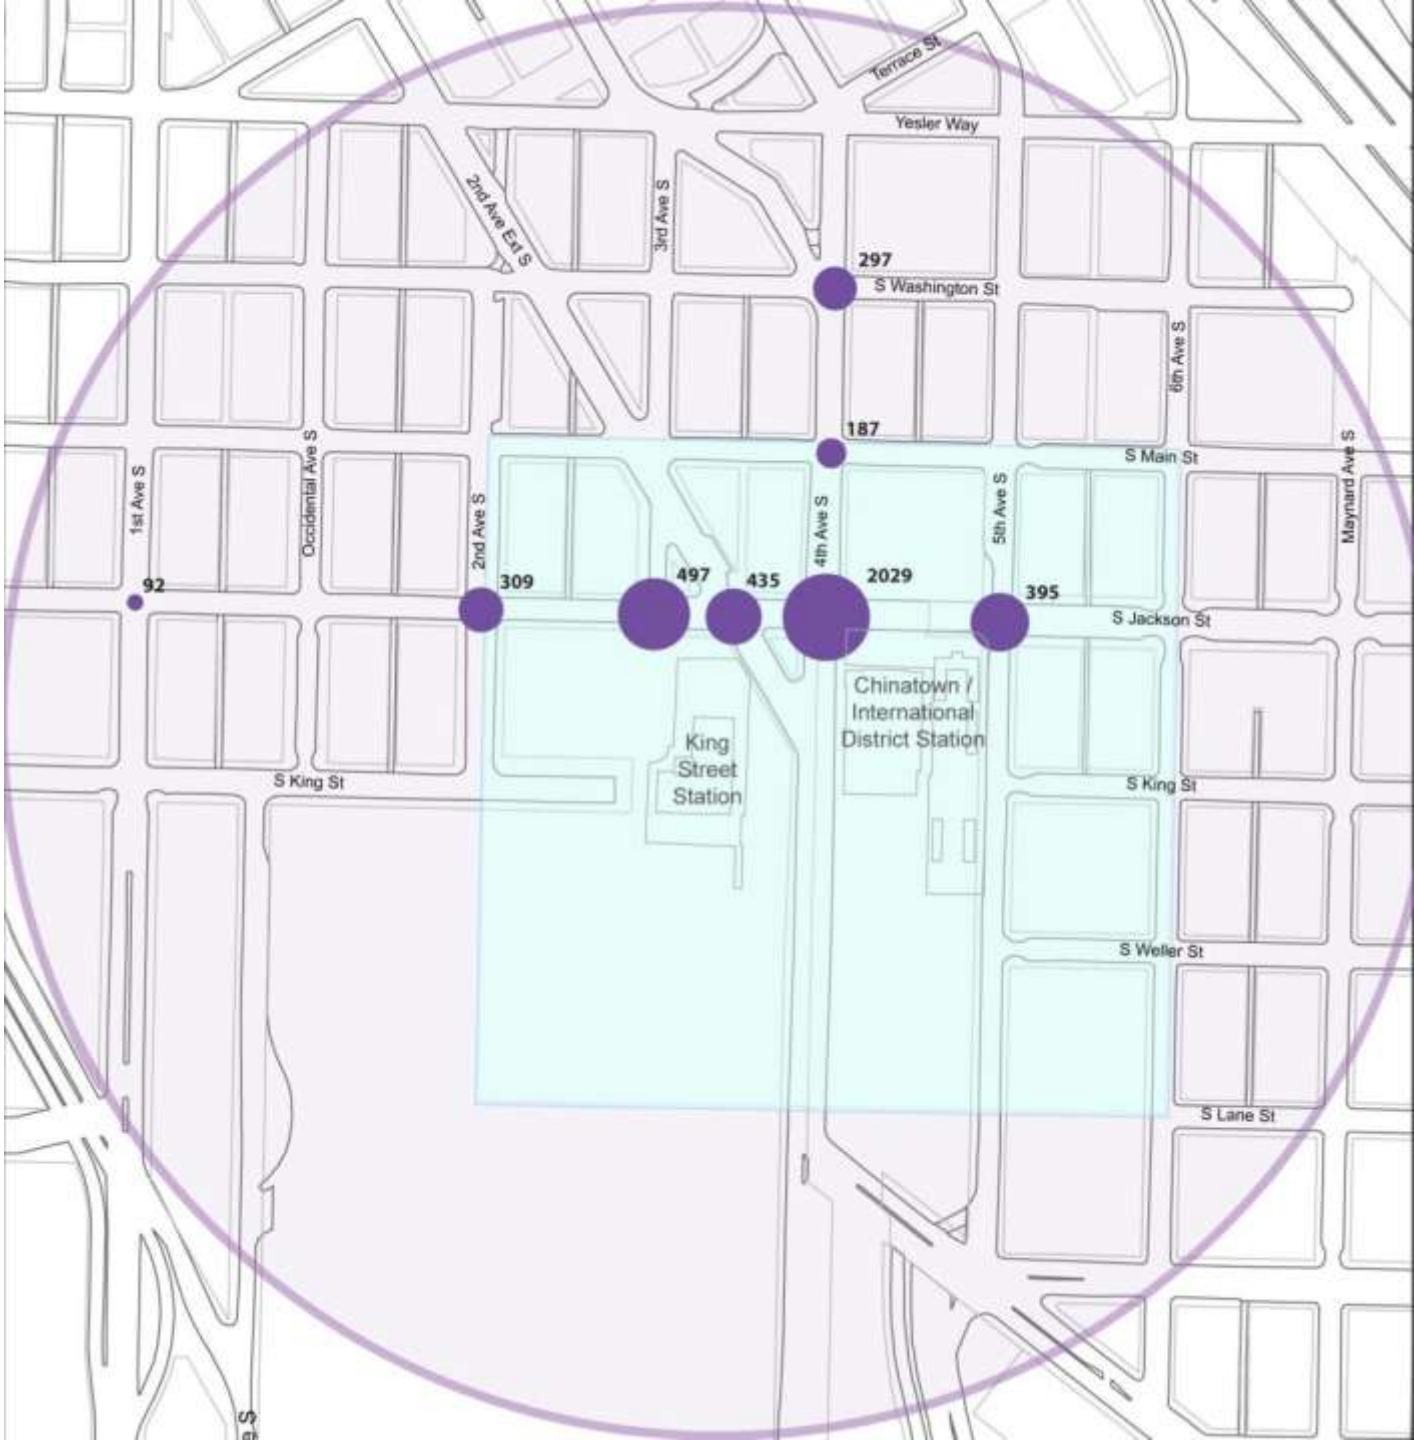 Terrace St
Yesler Way
2nd Ave Ext S
3rd Ave S
297
S Washington St
6th Ave S
187
S Main St
1st Ave S
Occidental Ave S
2nd Ave S
4th Ave S
5th Ave S
Maynard Ave S
92
309
497
435
2029
395
S Jackson St
Chinatown /
International
District Station
King
Street
Station
S King St
S King St
S Weller St
S Lane St